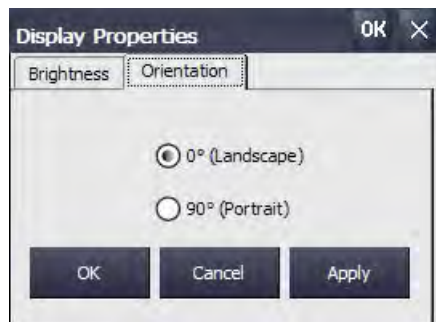 Display Properties OK ×
Brightness Orientation
0° (Landscape)
90° (Portrait)
OK Cancel Apply